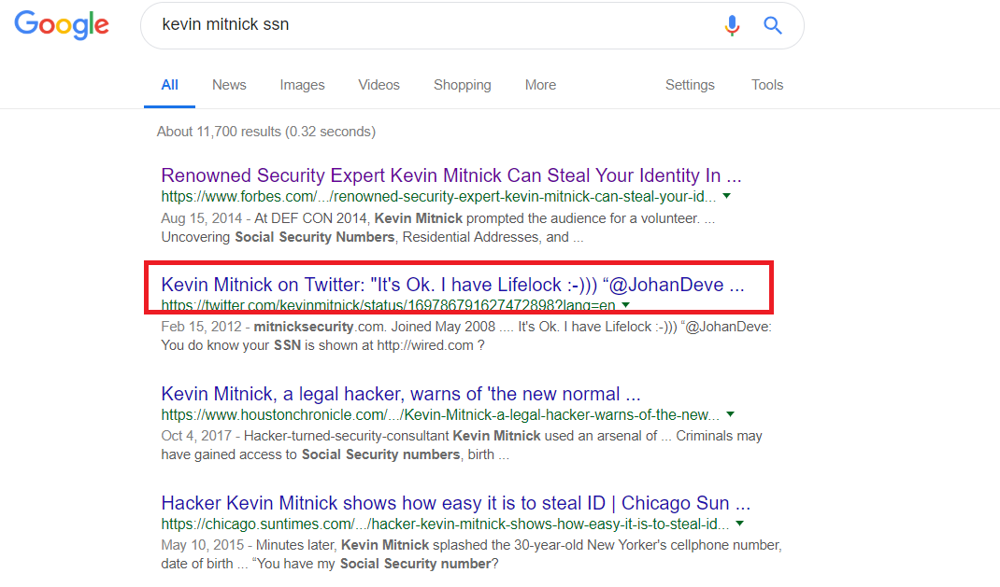 Google
kevin mitnick ssn
All News Images Videos Shopping More Settings Tools
About 11,700 results (0.32 seconds)
Renowned Security Expert Kevin Mitnick Can Steal Your Identity In ...
https://www.forbes.com/.../renowned-security-expert-kevin-mitnick-can-steal-your-id...
Aug 15, 2014 - At DEF CON 2014, Kevin Mitnick prompted the audience for a volunteer. ...
Uncovering Social Security Numbers, Residential Addresses, and ...
Kevin Mitnick on Twitter: "It's Ok. I have Lifelock :-))) “@JohanDeve ...
https://twitter.com/kevinmitnick/status/169786791627472898?lang=en
Feb 15, 2012 - mitnicksecurity.com. Joined May 2008 .... It's Ok. I have Lifelock :-))) “@JohanDeve:
You do know your SSN is shown at http://wired.com ?
Kevin Mitnick, a legal hacker, warns of 'the new normal ...
https://www.houstonchronicle.com/.../Kevin-Mitnick-a-legal-hacker-warns-of-the-new...
Oct 4, 2017 - Hacker-turned-security-consultant Kevin Mitnick used an arsenal of ... Criminals may
have gained access to Social Security numbers, birth ...
Hacker Kevin Mitnick shows how easy it is to steal ID | Chicago Sun ...
https://chicago.suntimes.com/.../hacker-kevin-mitnick-shows-how-easy-it-is-to-steal-id...
May 10, 2015 - Minutes later, Kevin Mitnick splashed the 30-year-old New Yorker's cellphone number,
date of birth ... “You have my Social Security number?